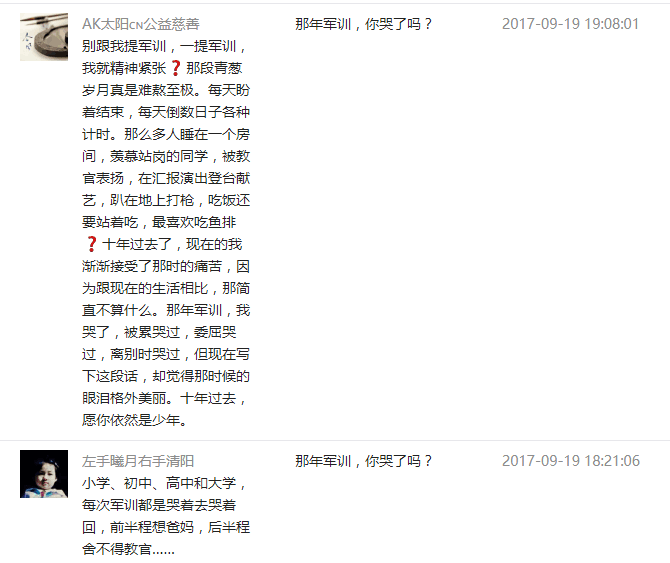 AK太阳CN公益慈善
那年军训，你哭了吗？
2017-09-19 19:08:01
别跟我提军训，一提军训，
我就精神紧张❓那段青葱
岁月真是难熬至极。每天盼
着结束，每天倒数日子各种
计时。那么多人睡在一个房
间，羡慕站岗的同学，被教
官表扬，在汇报演出登台献
艺，趴在地上打枪，吃饭还
要站着吃，最喜欢吃鱼排
❓十年过去了，现在的我
渐渐接受了那时的痛苦，因
为跟现在的生活相比，那简
直不算什么。那年军训，我
哭了，被累哭过，委屈哭
过，离别时哭过，但现在写
下这段话，却觉得那时候的
眼泪格外美丽。十年过去，
愿你依然是少年。
左手曦月右手清阳
那年军训，你哭了吗？
2017-09-19 18:21:06
小学、初中、高中和大学，
每次军训都是哭着去哭着
回，前半程想爸妈，后半程
舍不得教官......